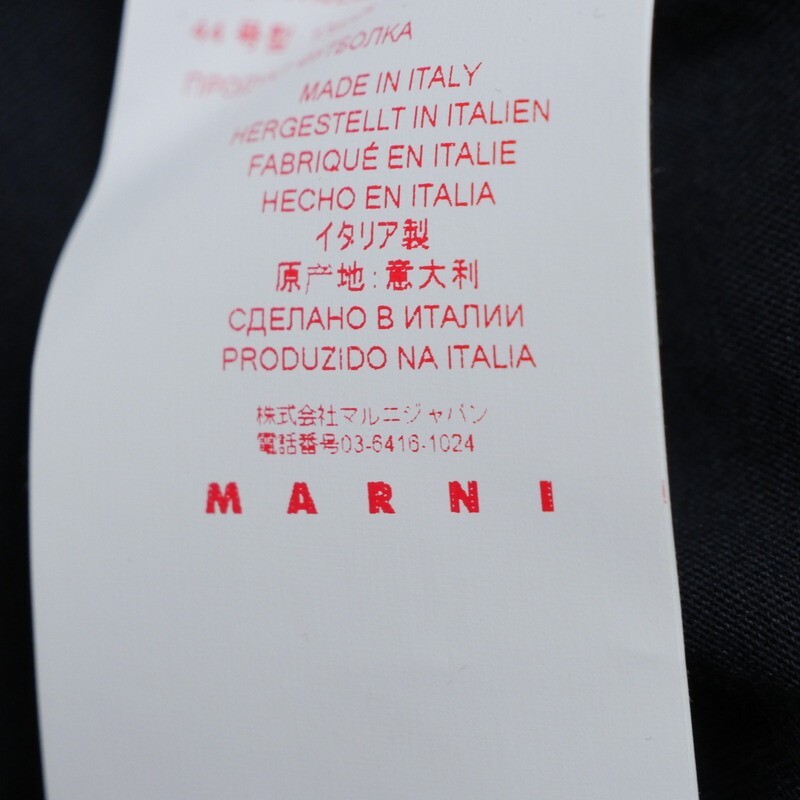 44
MADE IN ITALY
HERGESTELLT IN ITALIEN
FABRIQUÉ EN ITALIE
HECHO EN ITALIA
イタリア製
原产地:意大利
СДЕЛАНО В ИТАЛИИ
PRODUZIDO NA ITALIA
株式会社マルニジャパン
電話番号03-6416-1024
MARNI